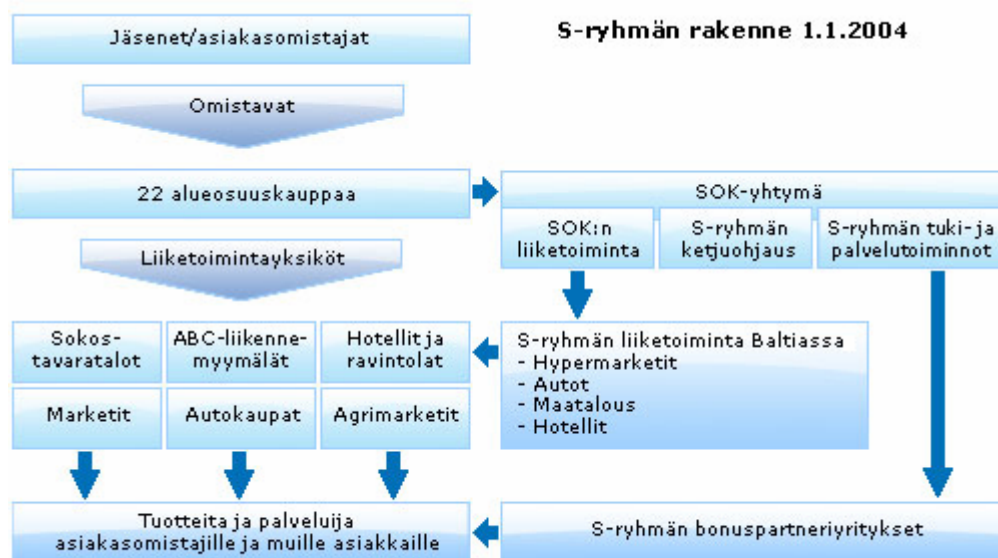 Jäsenet/asiakasomistajat
S-ryhmän rakenne 1.1.2004
Omistavat
22 alueosuuskauppaa
SOK-yhtymä
SOK:n
liiketoiminta
S-ryhmän
ketjuohjaus
S-ryhmän tuki- ja
palvelutoiminnot
Liiketoimintayksiköt
Sokos-
tavaratalot
ABC-liikenne-
myymälät
Hotellit ja
ravintolat
S-ryhmän liiketoiminta Baltiassa
- Hypermarketit
- Autot
- Maatalous
- Hotellit
Marketit
Autokaupat
Agrimarketit
Tuotteita ja palveluija
asiakasomistajille ja muille asiakkaille
S-ryhmän bonuspartneriyritykset